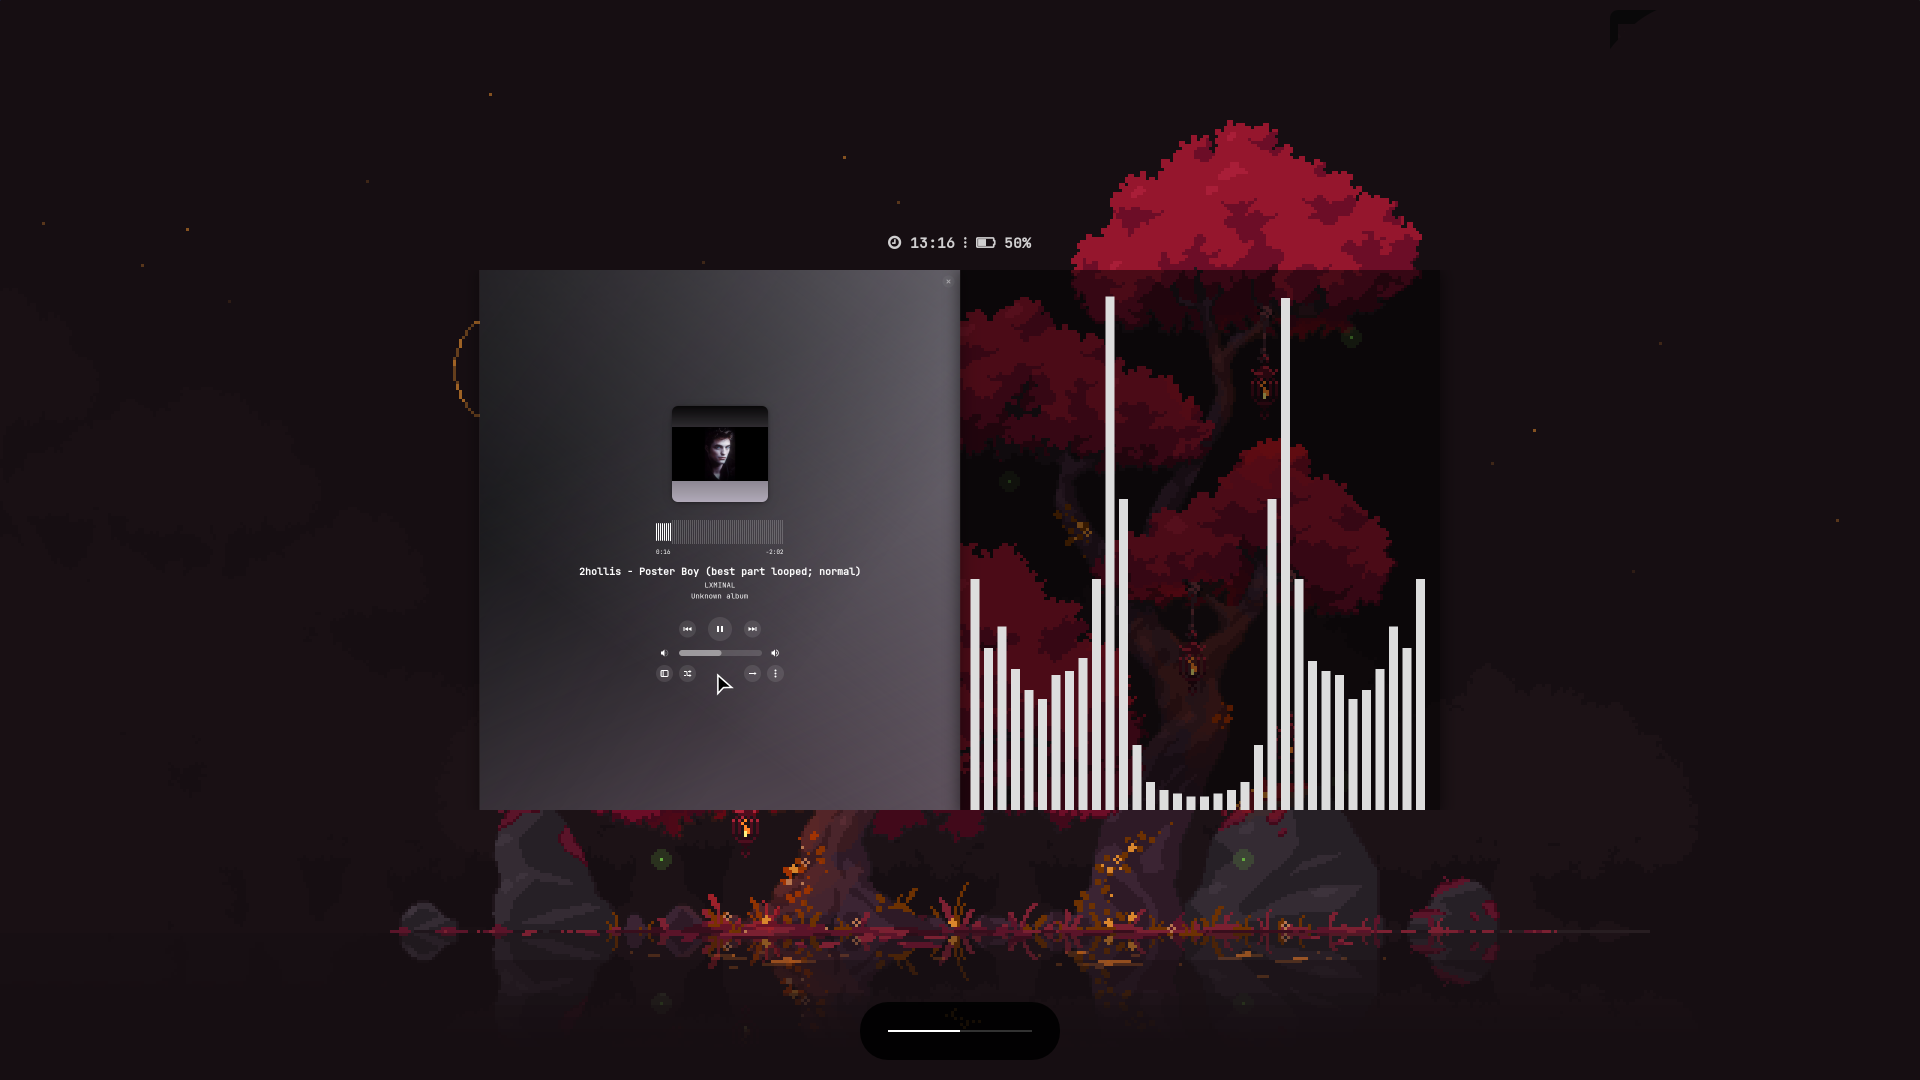 13:16 50%
0:16 -2:02
2hollis - Poster Boy (best part looped; normal)
LXMINAL
Unknown album